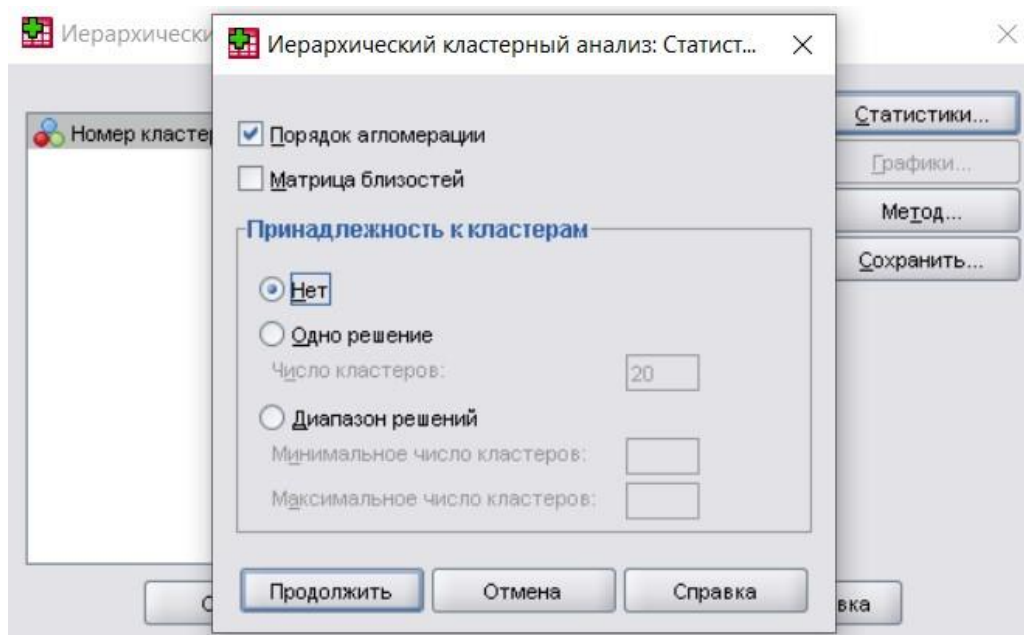 Иерархически
Иерархический кластерный анализ: Статист...
Номер кластер
Порядок агломерации
Матрица близостей
Принадлежность к кластерам
Нет
Одно решение
Число кластеров: 20
Диапазон решений
Минимальное число кластеров:
Максимальное число кластеров:
Продолжить Отмена Справка
Статистики...
Графики...
Метод...
Сохранить...
вка